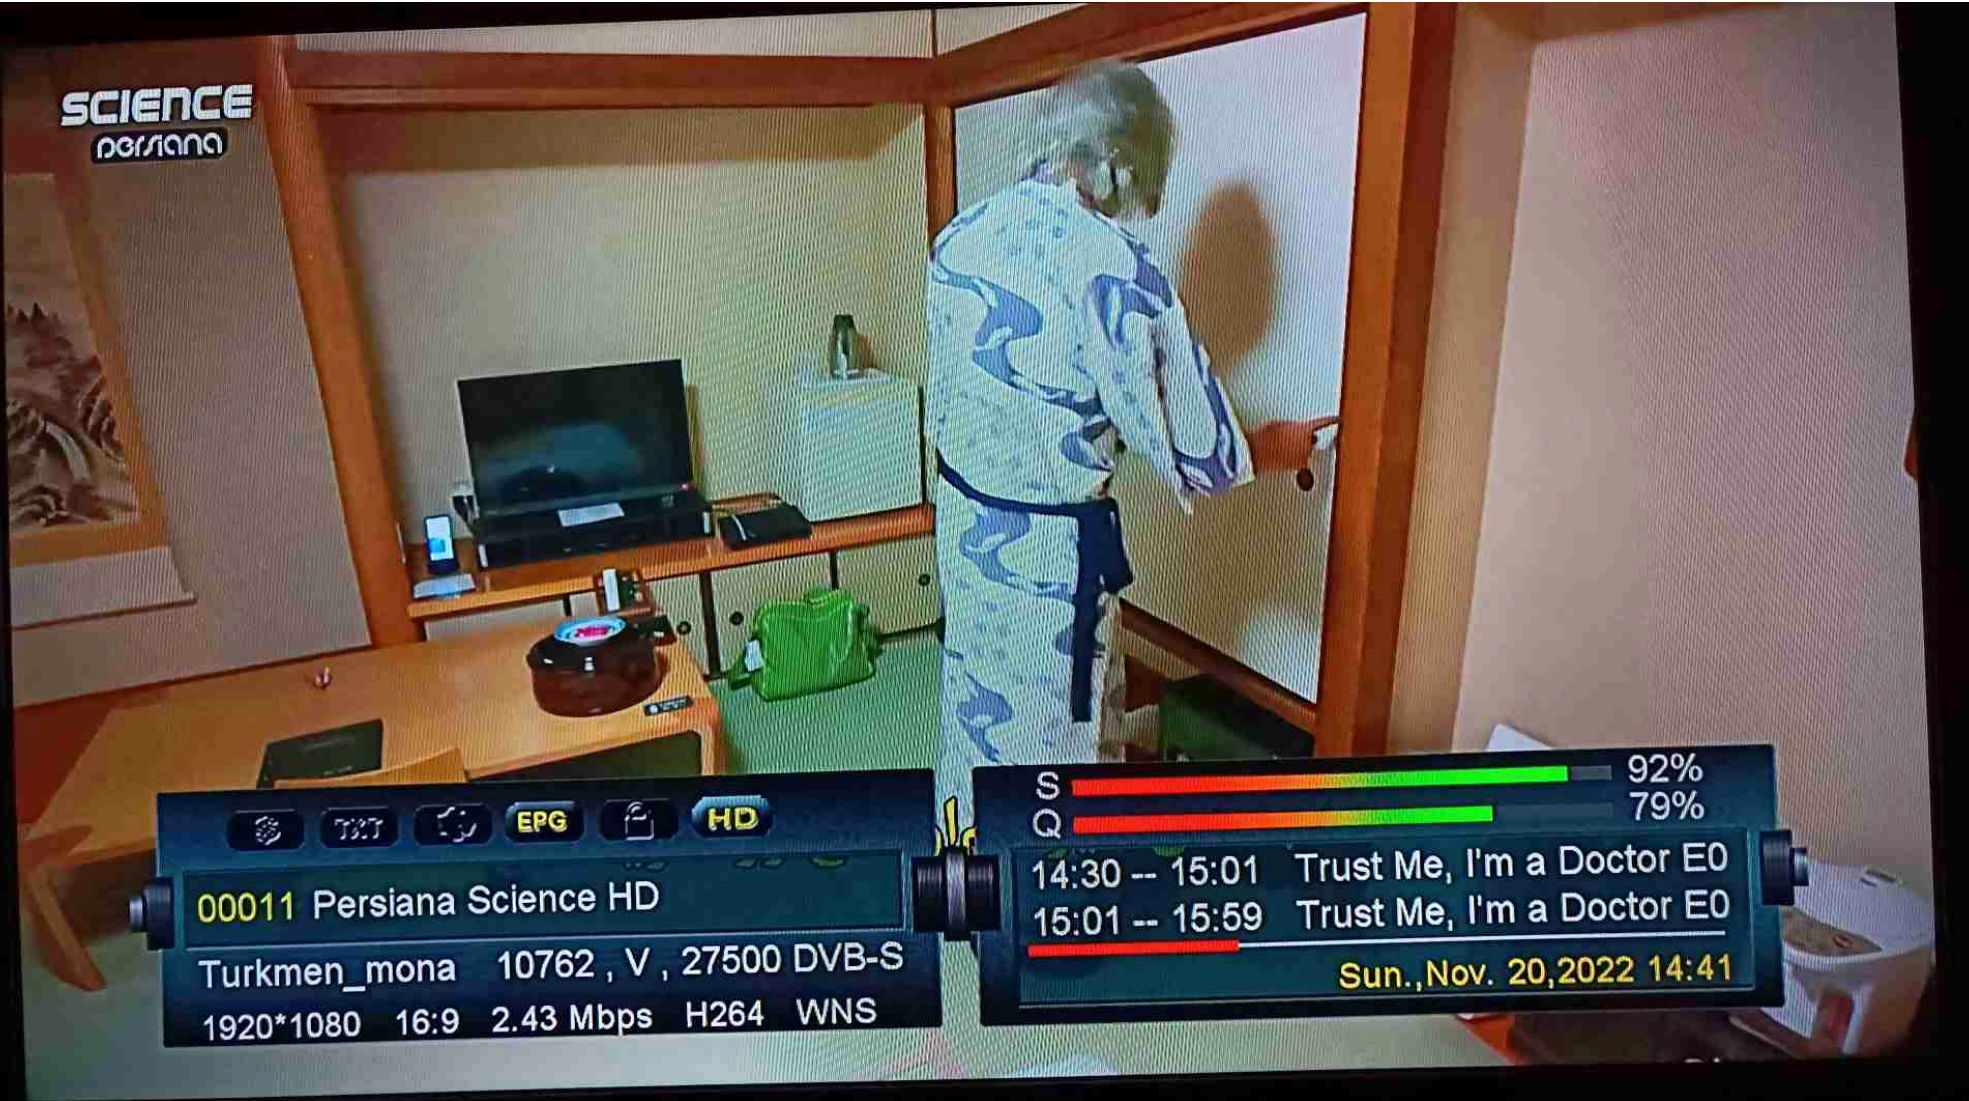 SCIENCE
persiana
TXT
EPG
HD
S
92%
Q
79%
00011 Persiana Science HD
14:30 -- 15:01 Trust Me, I'm a Doctor E0
15:01 -- 15:59 Trust Me, I'm a Doctor E0
Turkmen_mona 10762 , V , 27500 DVB-S
Sun.,Nov. 20,2022 14:41
1920*1080 16:9 2.43 Mbps H264 WNS